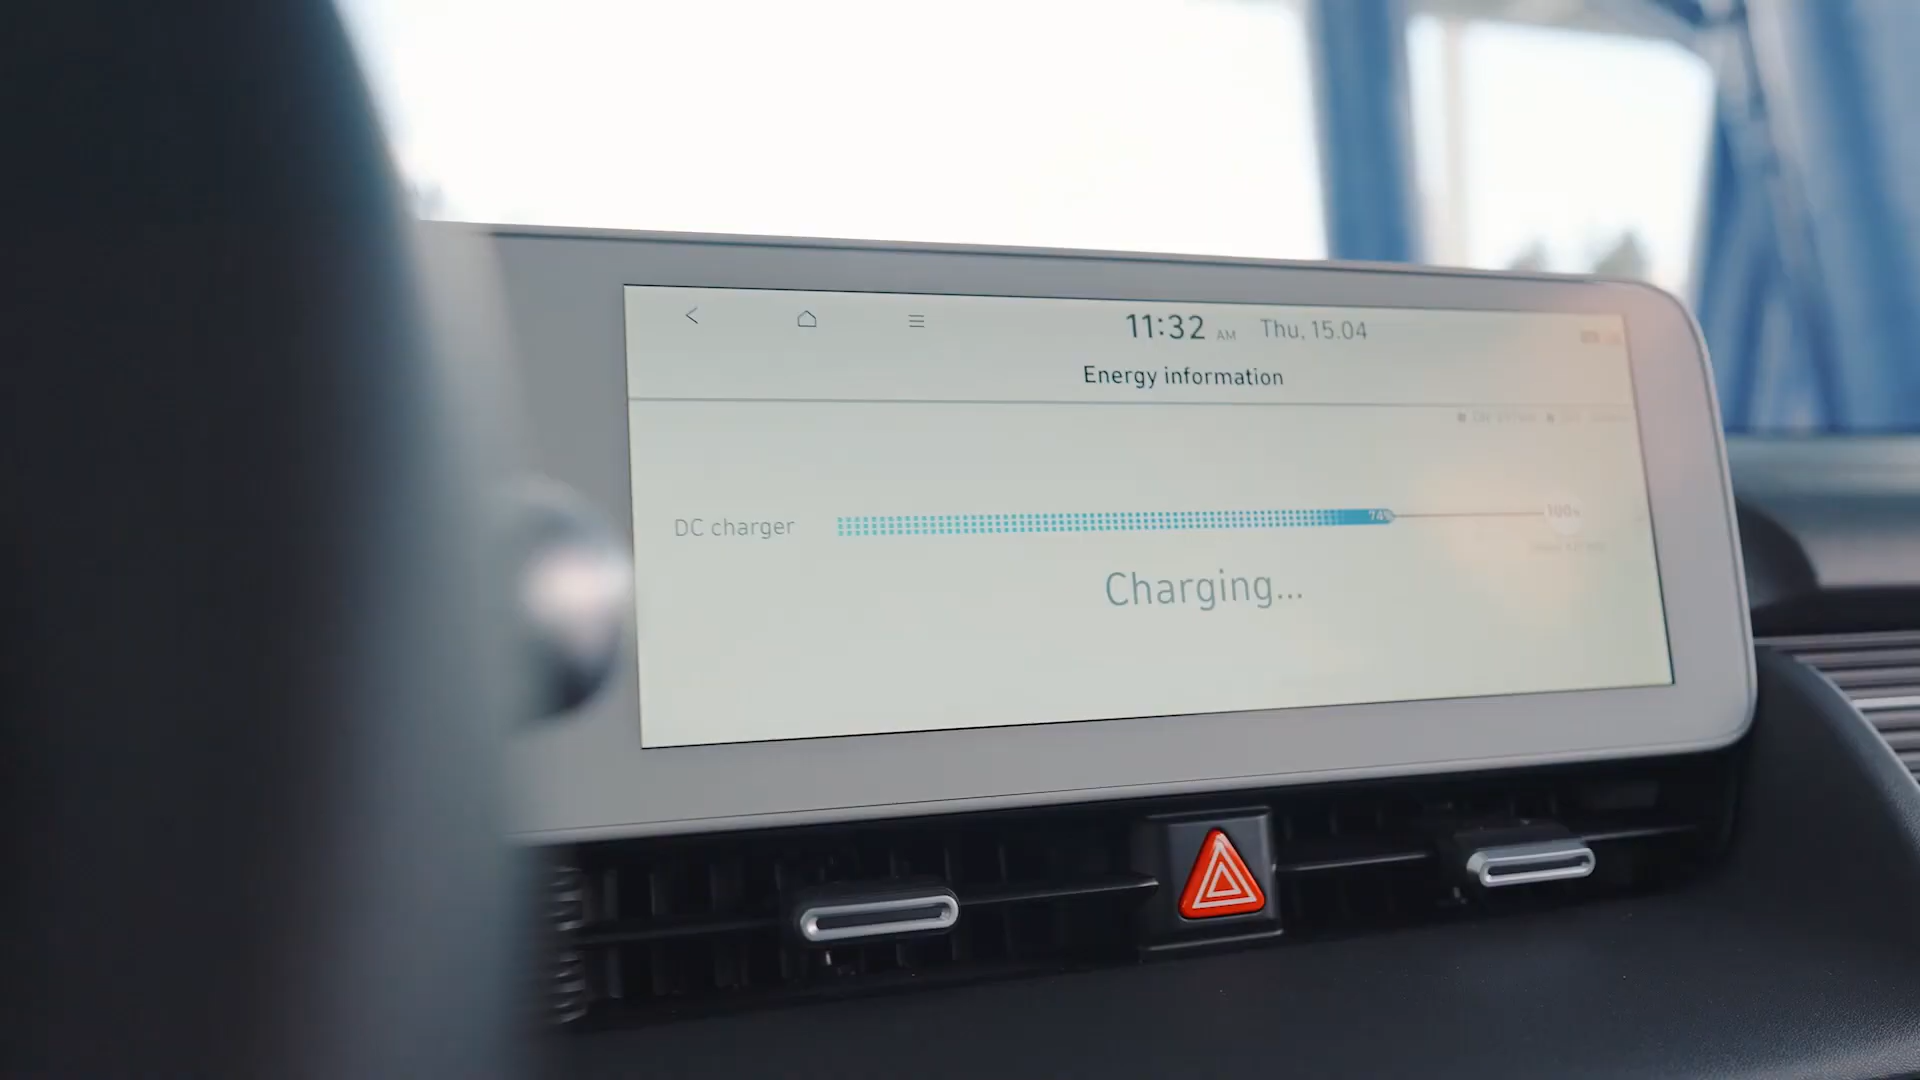 11:32 AM Thu, 15.04
Energy information
DC charger 74% 100%
Charging...